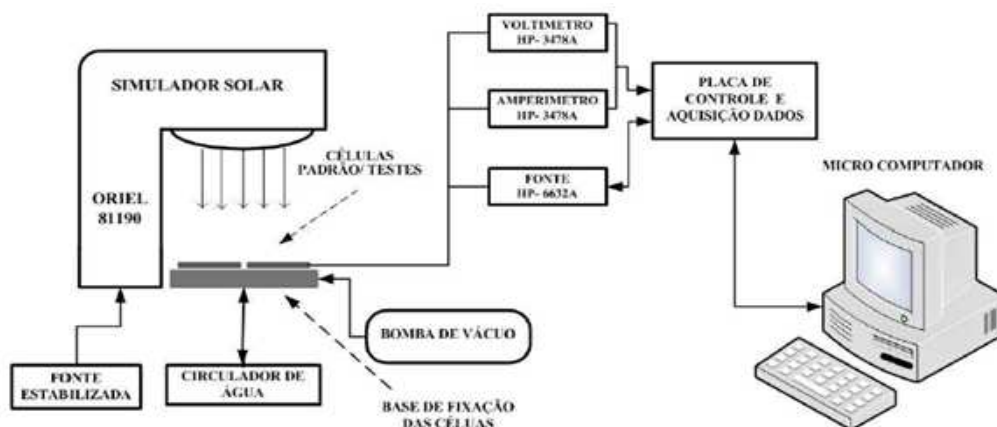 VOLTIMETRO
HP- 3478A
SIMULADOR SOLAR
AMPERIMETRO
HP- 3478A
PLACA DE
CONTROLE E
AQUISIÇÃO DADOS
CÉLULAS
PADRÃO/ TESTES
FONTE
HP- 6632A
MICRO COMPUTADOR
ORIEL
81190
BOMBA DE VÁCUO
FONTE
ESTABILIZADA
CIRCULADOR DE
ÁGUA
BASE DE FIXAÇÃO
DAS CÉLUAS